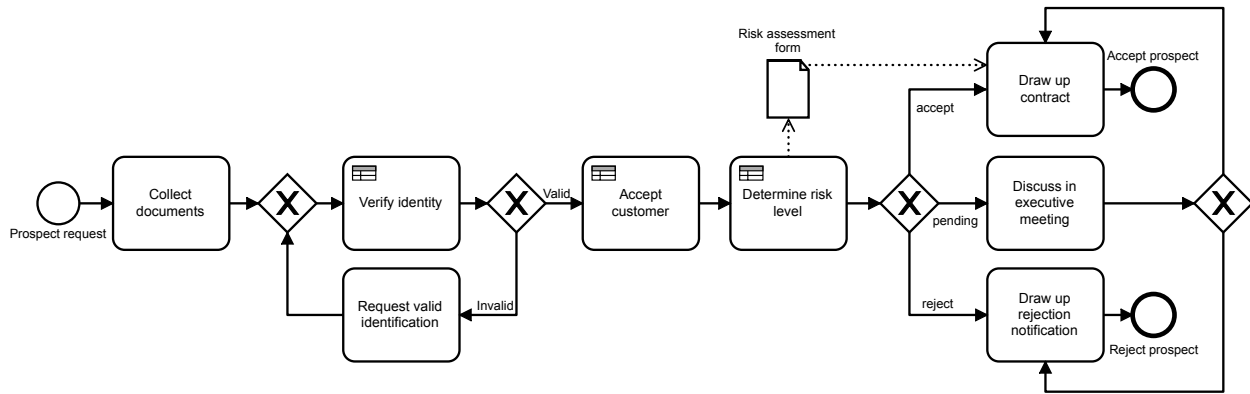 Risk assessment
form
Accept prospect
Draw up
contract
accept
Collect
documents
Verify identity
Valid
Accept
customer
Determine risk
level
Discuss in
executive
meeting
pending
Prospect request
Request valid
identification
Invalid
reject
Draw up
rejection
notification
Reject prospect